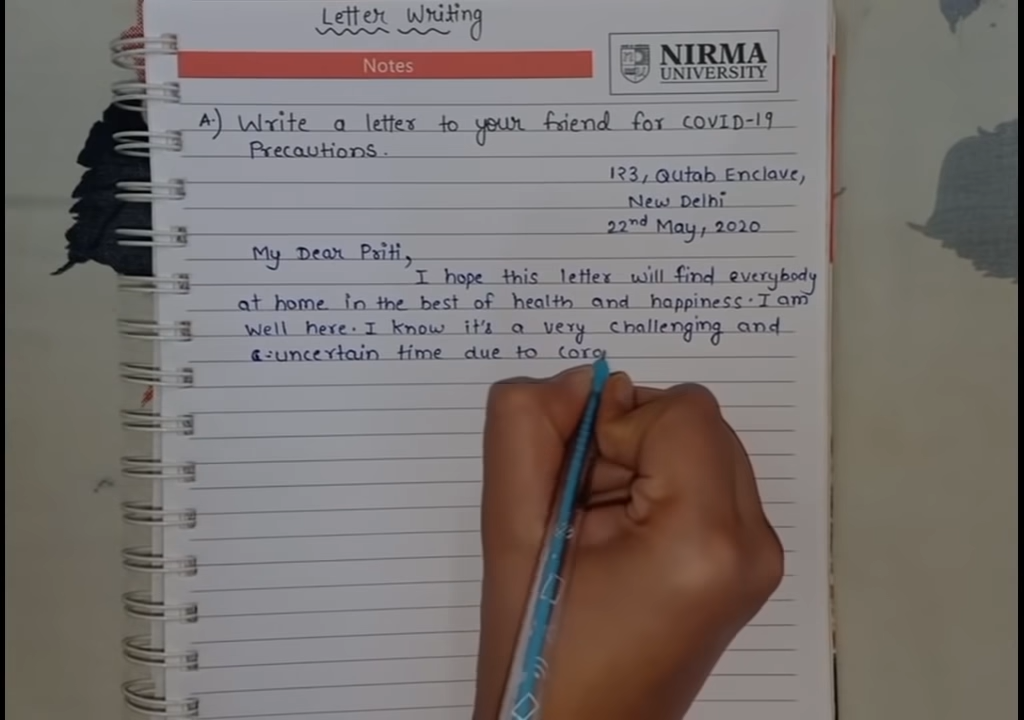 Letter Writing
Notes
NIRMA
UNIVERSITY
A.) Write a letter to your friend for COVID-19
Precautions.
123, Qutab Enclave,
New Delhi
22nd May, 2020
My Dear Priti,
I hope this letter will find everybody
at home in the best of health and happiness. I am
well here. I know it's a very challenging and
uncertain time due to coro